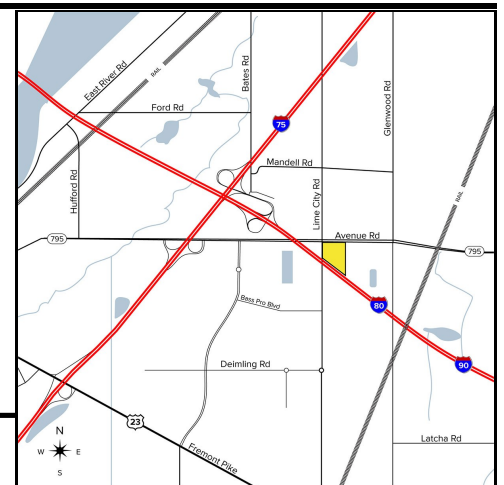 East River Rd
RAIL
Bates Rd
Ford Rd
75
Glenwood Rd
Mandell Rd
Hufford Rd
Lime City Rd
RAIL
795
Avenue Rd
795
Bass Pro Blvd
80
Deimling Rd
90
23
Fremont Pike
Latcha Rd
N
W E
S